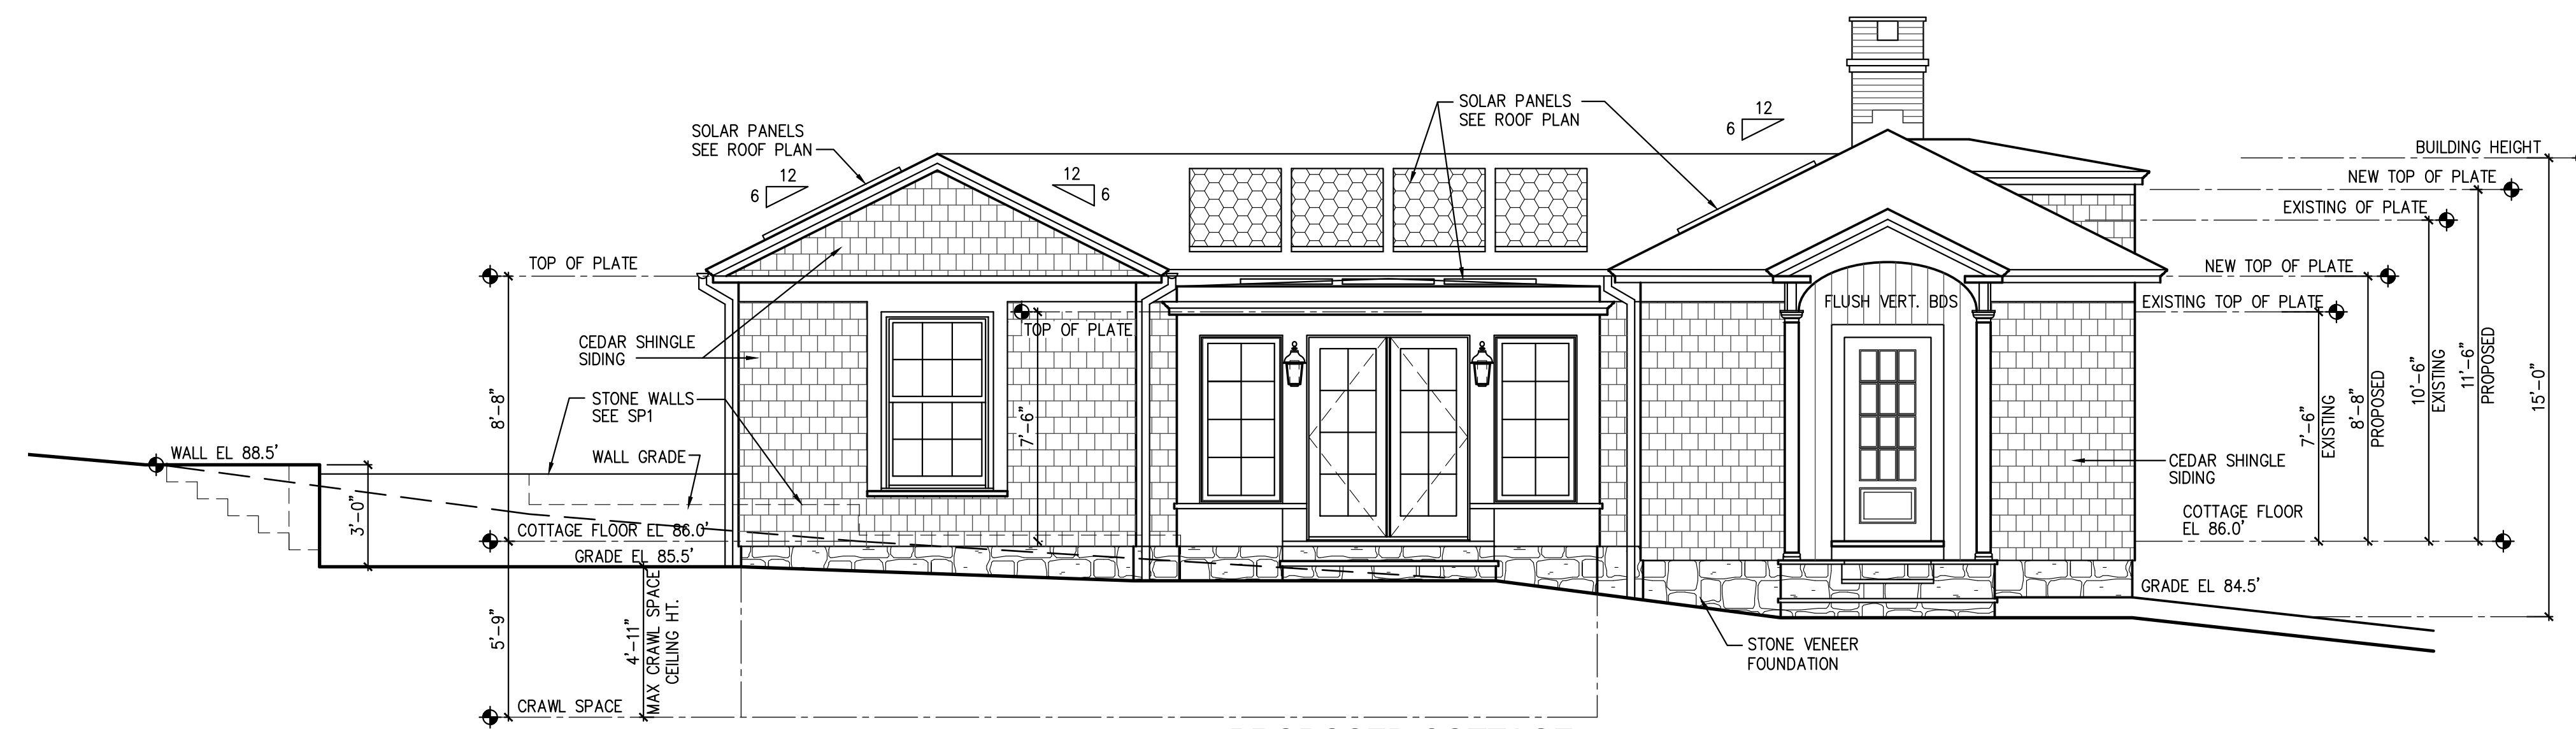 SOLAR PANELS
SEE ROOF PLAN
12
6
12
6
SOLAR PANELS
SEE ROOF PLAN
12
6
BUILDING HEIGHT
NEW TOP OF PLATE
EXISTING OF PLATE
TOP OF PLATE
NEW TOP OF PLATE
EXISTING TOP OF PLATE
FLUSH VERT. BDS
TOP OF PLATE
CEDAR SHINGLE
SIDING
8'-8"
STONE WALLS
SEE SP1
7'-6"
7'-6"
EXISTING
8'-8"
PROPOSED
10'-6"
EXISTING
11'-6"
PROPOSED
15'-0"
WALL EL 88.5'
WALL GRADE
3'-0"
CEDAR SHINGLE
SIDING
COTTAGE FLOOR EL 86.0'
COTTAGE FLOOR
EL 86.0'
GRADE EL 85.5'
GRADE EL 84.5'
5'-9"
4'-11"
MAX CRAWL SPACE
CEILING HT.
STONE VENEER
FOUNDATION
CRAWL SPACE